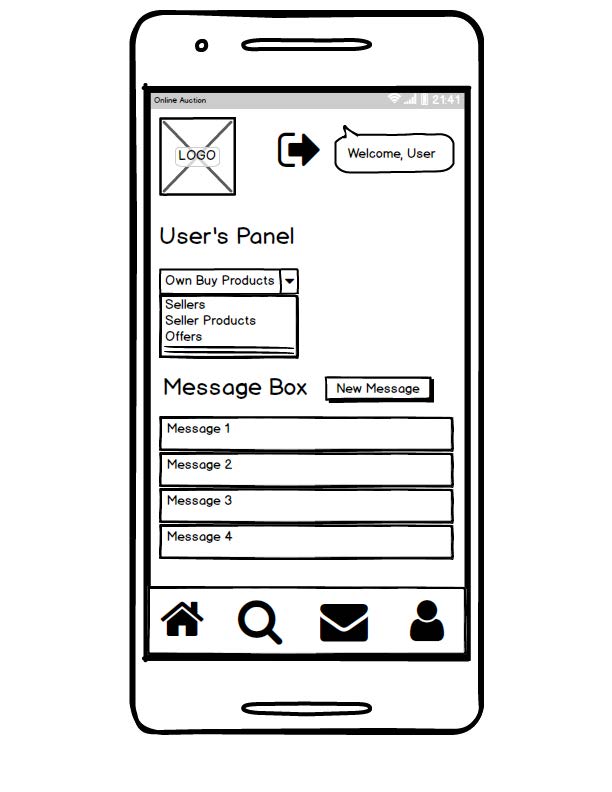 Online Auction 21:41
LOGO
Welcome, User
User's Panel
Own Buy Products
Sellers
Seller Products
Offers
Message Box
New Message
Message 1
Message 2
Message 3
Message 4